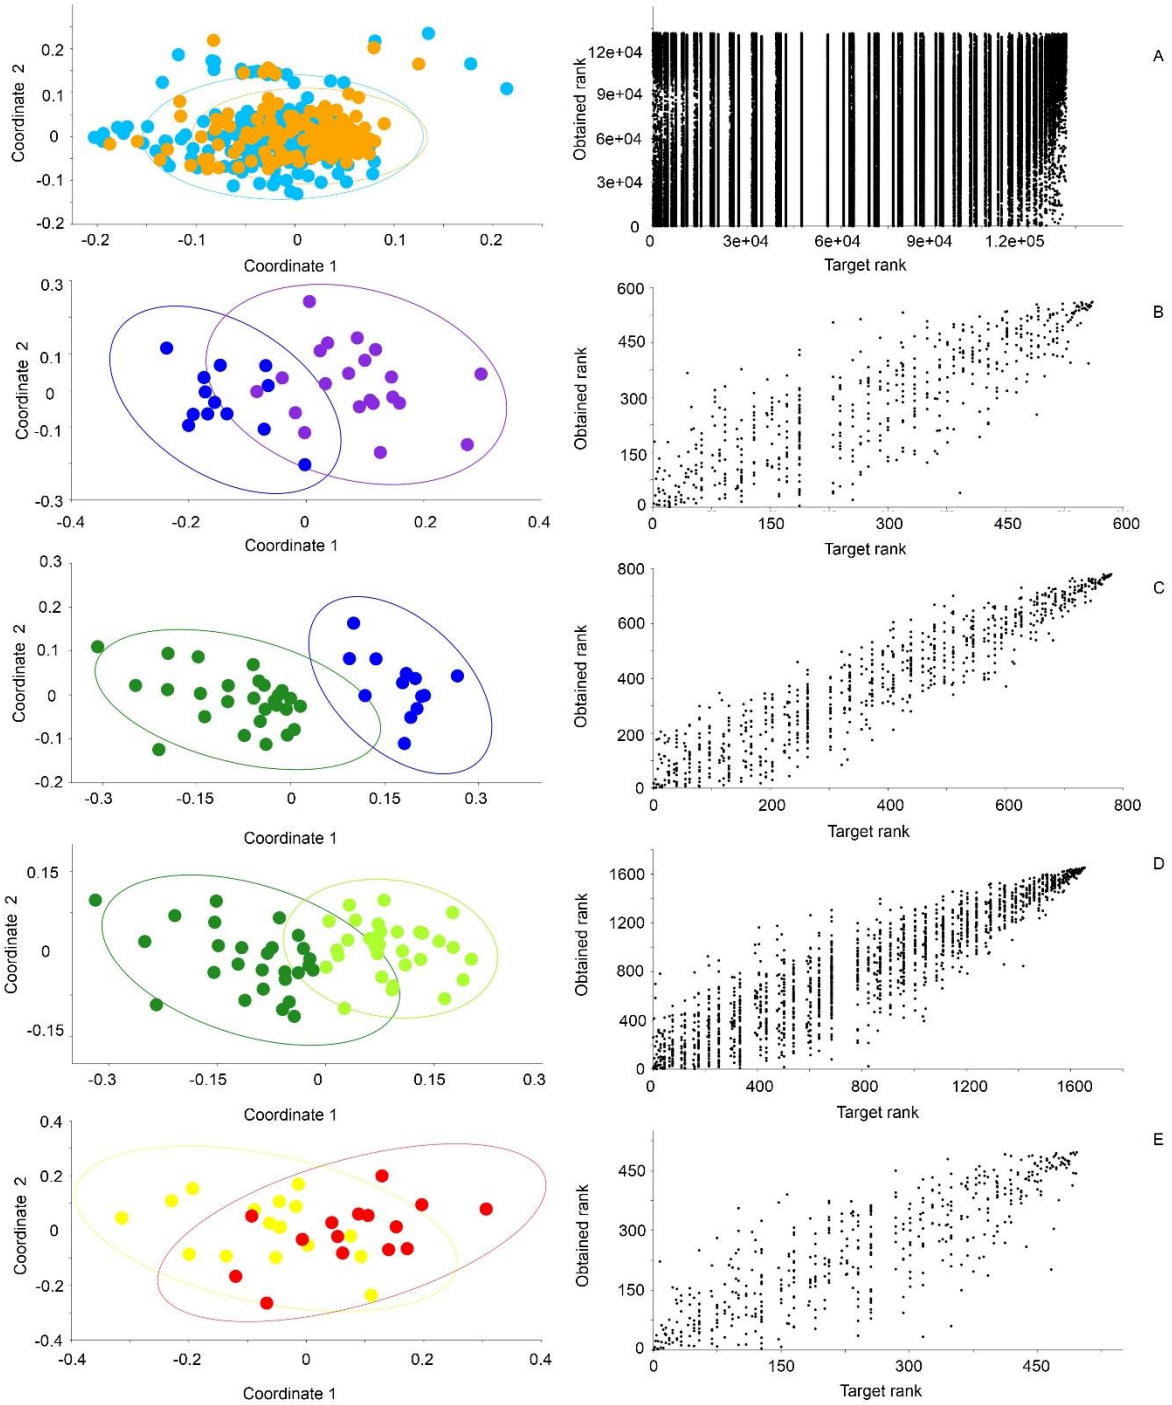 A
0.2
0.1
0
-0.1
-0.2
Coordinate 2
-0.2 -0.1 0 0.1 0.2
Coordinate 1
12e+04
9e+04
6e+04
3e+04
0
Obtained rank
0 3e+04 6e+04 9e+04 1.2e+05
Target rank
B
0.3
0.1
0
-0.1
-0.3
Coordinate 2
-0.4 -0.2 0 0.2 0.4
Coordinate 1
600
450
300
150
0
Obtained rank
0 150 300 450 600
Target rank
C
0.3
0.2
0.1
0
-0.1
-0.2
Coordinate 2
-0.3 -0.15 0 0.15 0.3
Coordinate 1
800
600
400
200
0
Obtained rank
0 200 400 600 800
Target rank
D
0.15
0
-0.15
Coordinate 2
-0.3 -0.15 0 0.15 0.3
Coordinate 1
1600
1200
800
400
0
Obtained rank
0 400 800 1200 1600
Target rank
E
0.4
0.2
0
-0.2
-0.4
Coordinate 2
-0.4 -0.2 0 0.2 0.4
Coordinate 1
450
300
150
0
Obtained rank
0 150 300 450
Target rank